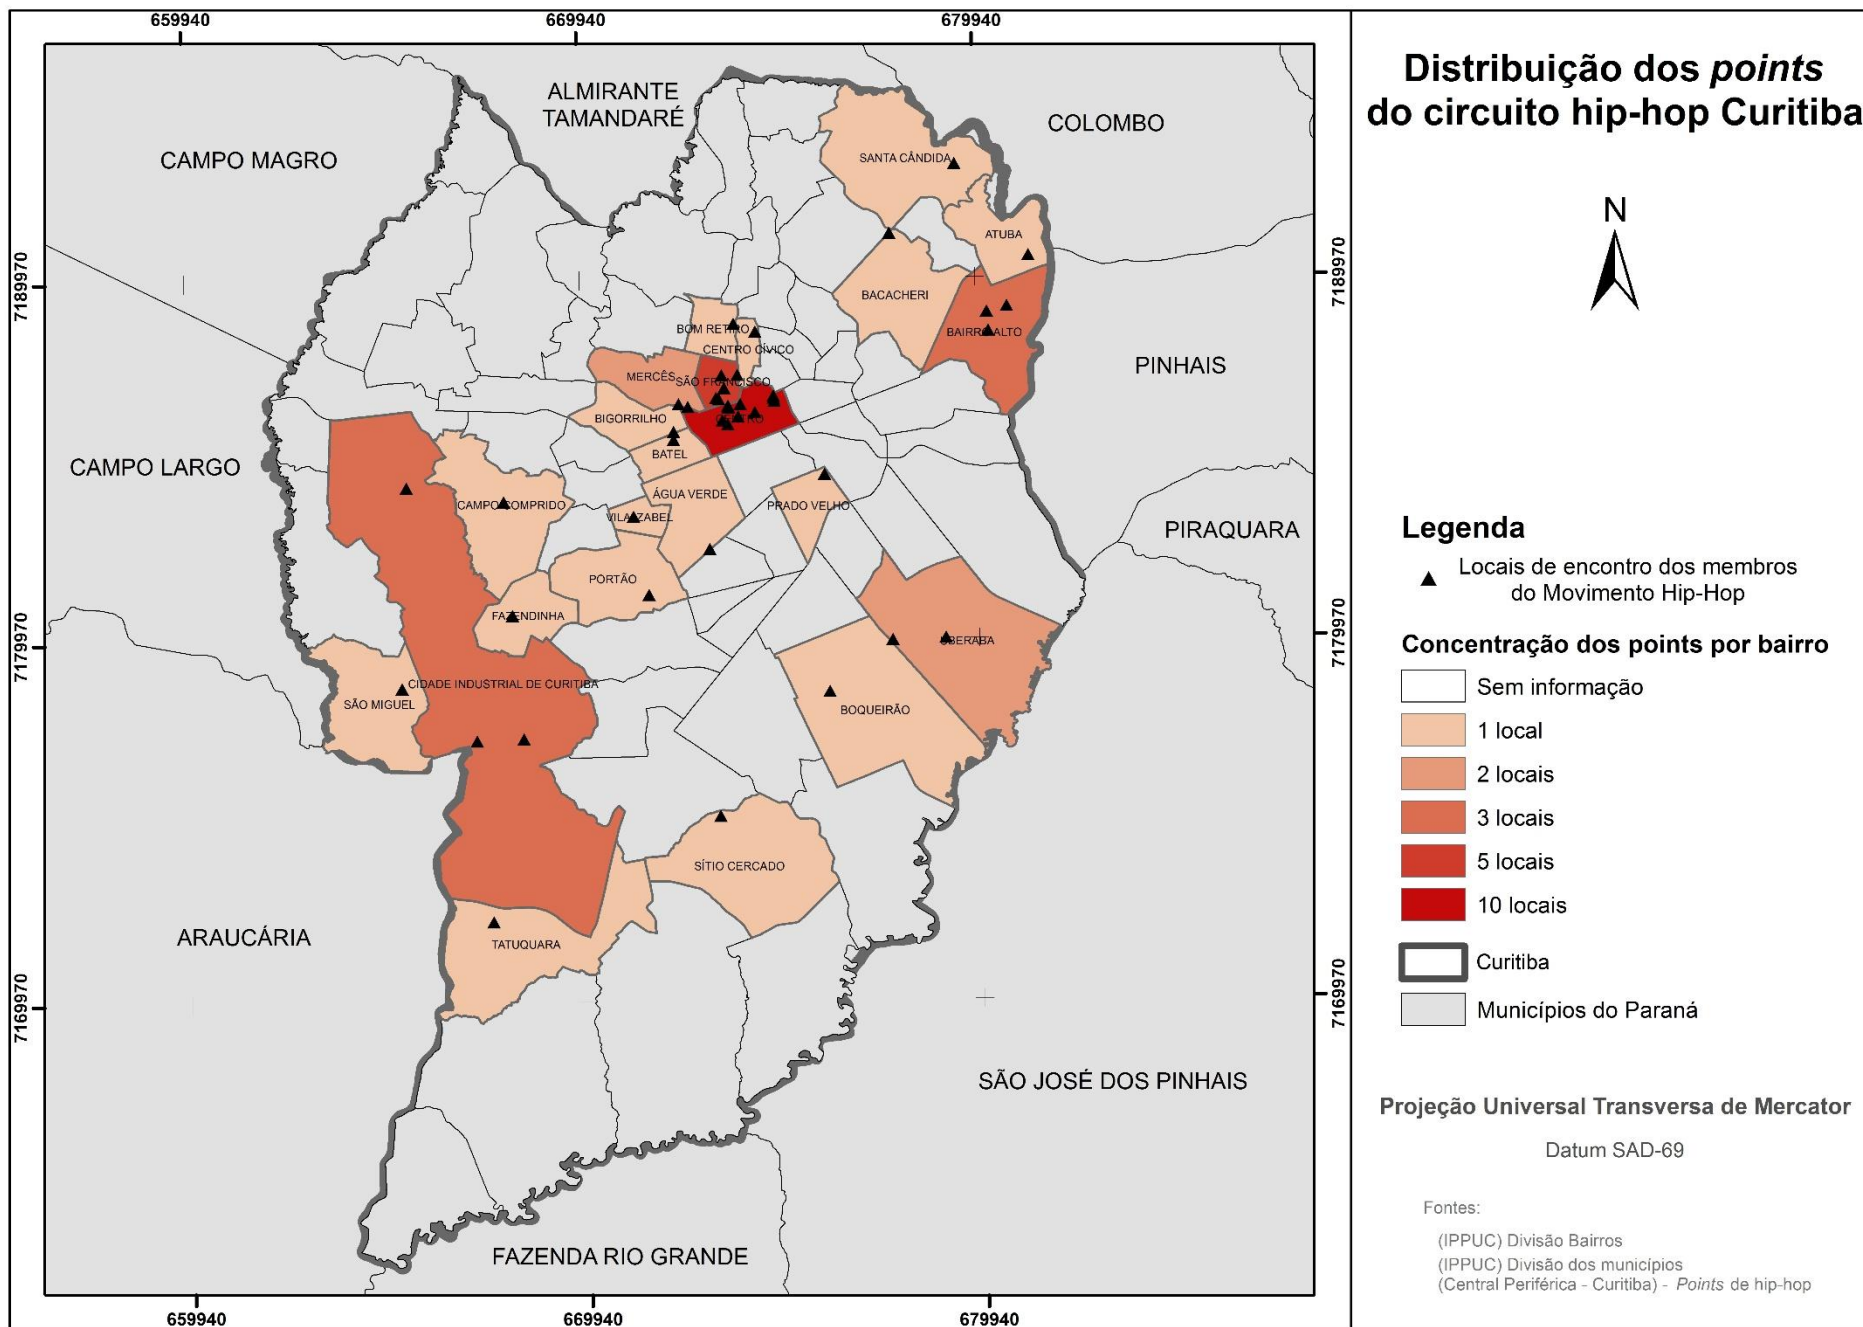 659940
669940
679940
Distribuição dos points
do circuito hip-hop Curitiba
ALMIRANTE
TAMANDARÉ
COLOMBO
CAMPO MAGRO
SANTA CÂNDIDA
N
ATUBA
7189970
7189970
BACACHERI
BOM RETIRO
BAIRRO ALTO
CENTRO CÍVICO
PINHAIS
MERCÊS
SÃO FRANCISCO
BIGORRILHO
CENTRO
BATEL
CAMPO LARGO
ÁGUA VERDE
CAMPO COMPRIDO
PRADO VELHO
VILA IZABEL
PIRAQUARA
Legenda
Locais de encontro dos membros
do Movimento Hip-Hop
PORTÃO
FAZENDINHA
7179970
7179970
UBERABA
Concentração dos points por bairro
Sem informação
1 local
2 locais
3 locais
5 locais
10 locais
Curitiba
Municípios do Paraná
CIDADE INDUSTRIAL DE CURITIBA
SÃO MIGUEL
BOQUEIRÃO
SÍTIO CERCADO
ARAUCÁRIA
TATUQUARA
7169970
7169970
SÃO JOSÉ DOS PINHAIS
Projeção Universal Transversa de Mercator
Datum SAD-69
FAZENDA RIO GRANDE
Fontes:
(IPPUC) Divisão Bairros
(IPPUC) Divisão dos municípios
(Central Periférica - Curitiba) - Points de hip-hop
659940
669940
679940